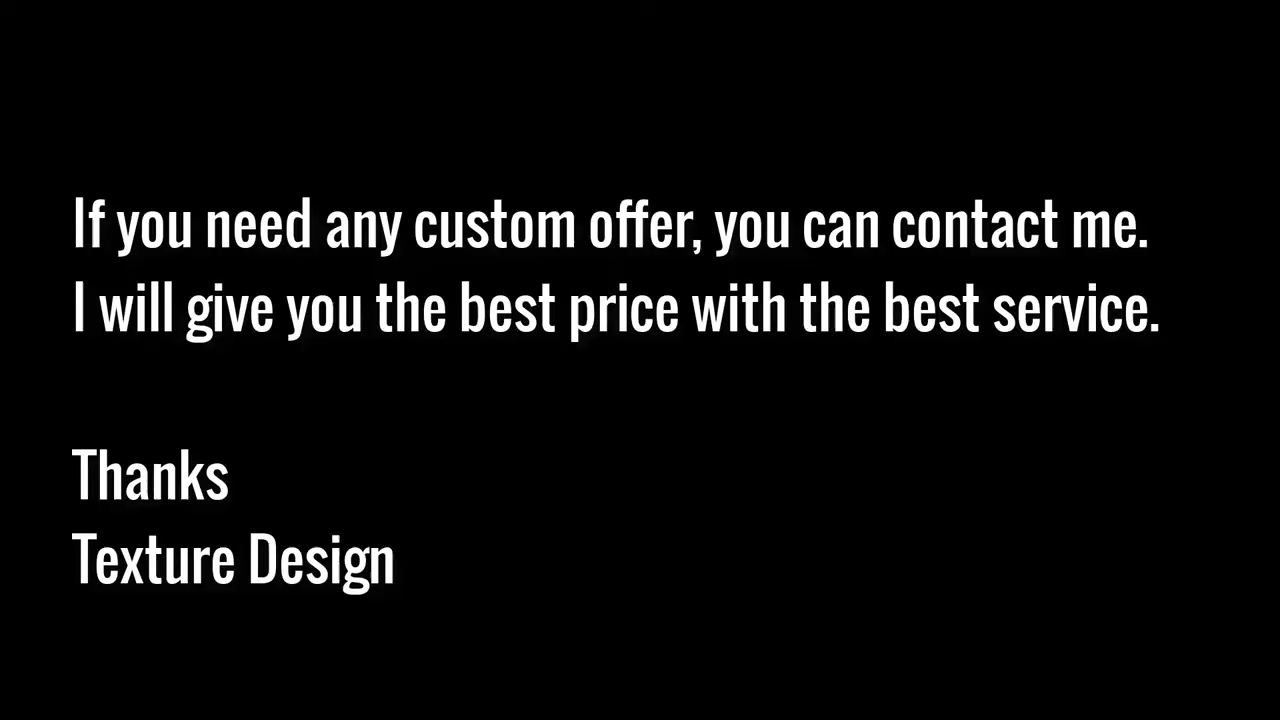 If you need any custom offer, you can contact me.
I will give you the best price with the best service.
Thanks
Texture Design